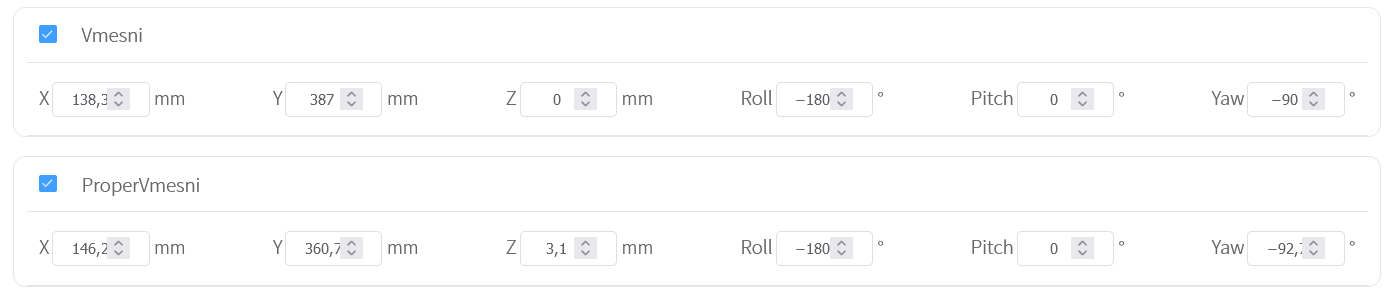 Vmesni
X 138,3 mm Y 387 mm Z 0 mm Roll −180 ° Pitch 0 ° Yaw −90 °
ProperVmesni
X 146,2 mm Y 360,7 mm Z 3,1 mm Roll −180 ° Pitch 0 ° Yaw −92, °